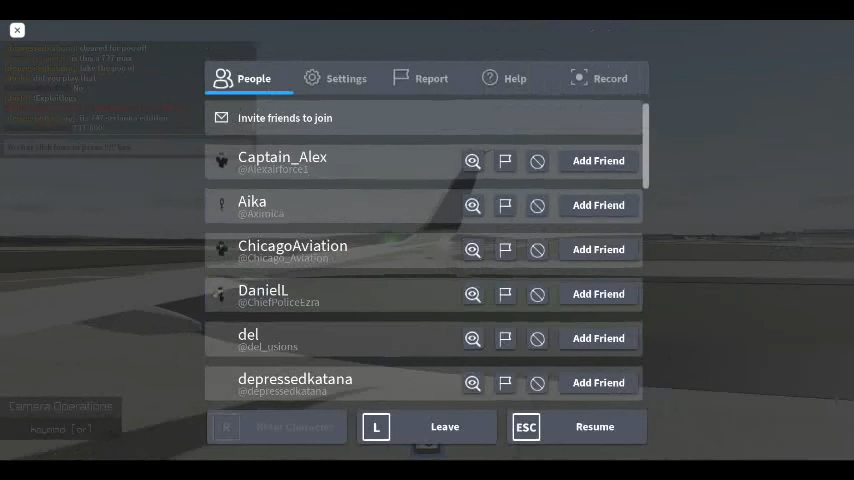 People
Settings
Report
Help
Record
Invite friends to join
Captain_Alex
@Alexairforce1
Add Friend
Aika
@Aximica
Add Friend
ChicagoAviation
@Chicago_Aviation
Add Friend
DanielL
@ChiefPoliceEzra
Add Friend
del
@del_usions
Add Friend
depressedkatana
@depressedkatana
Add Friend
Camera Operations
R
L
Leave
ESC
Resume